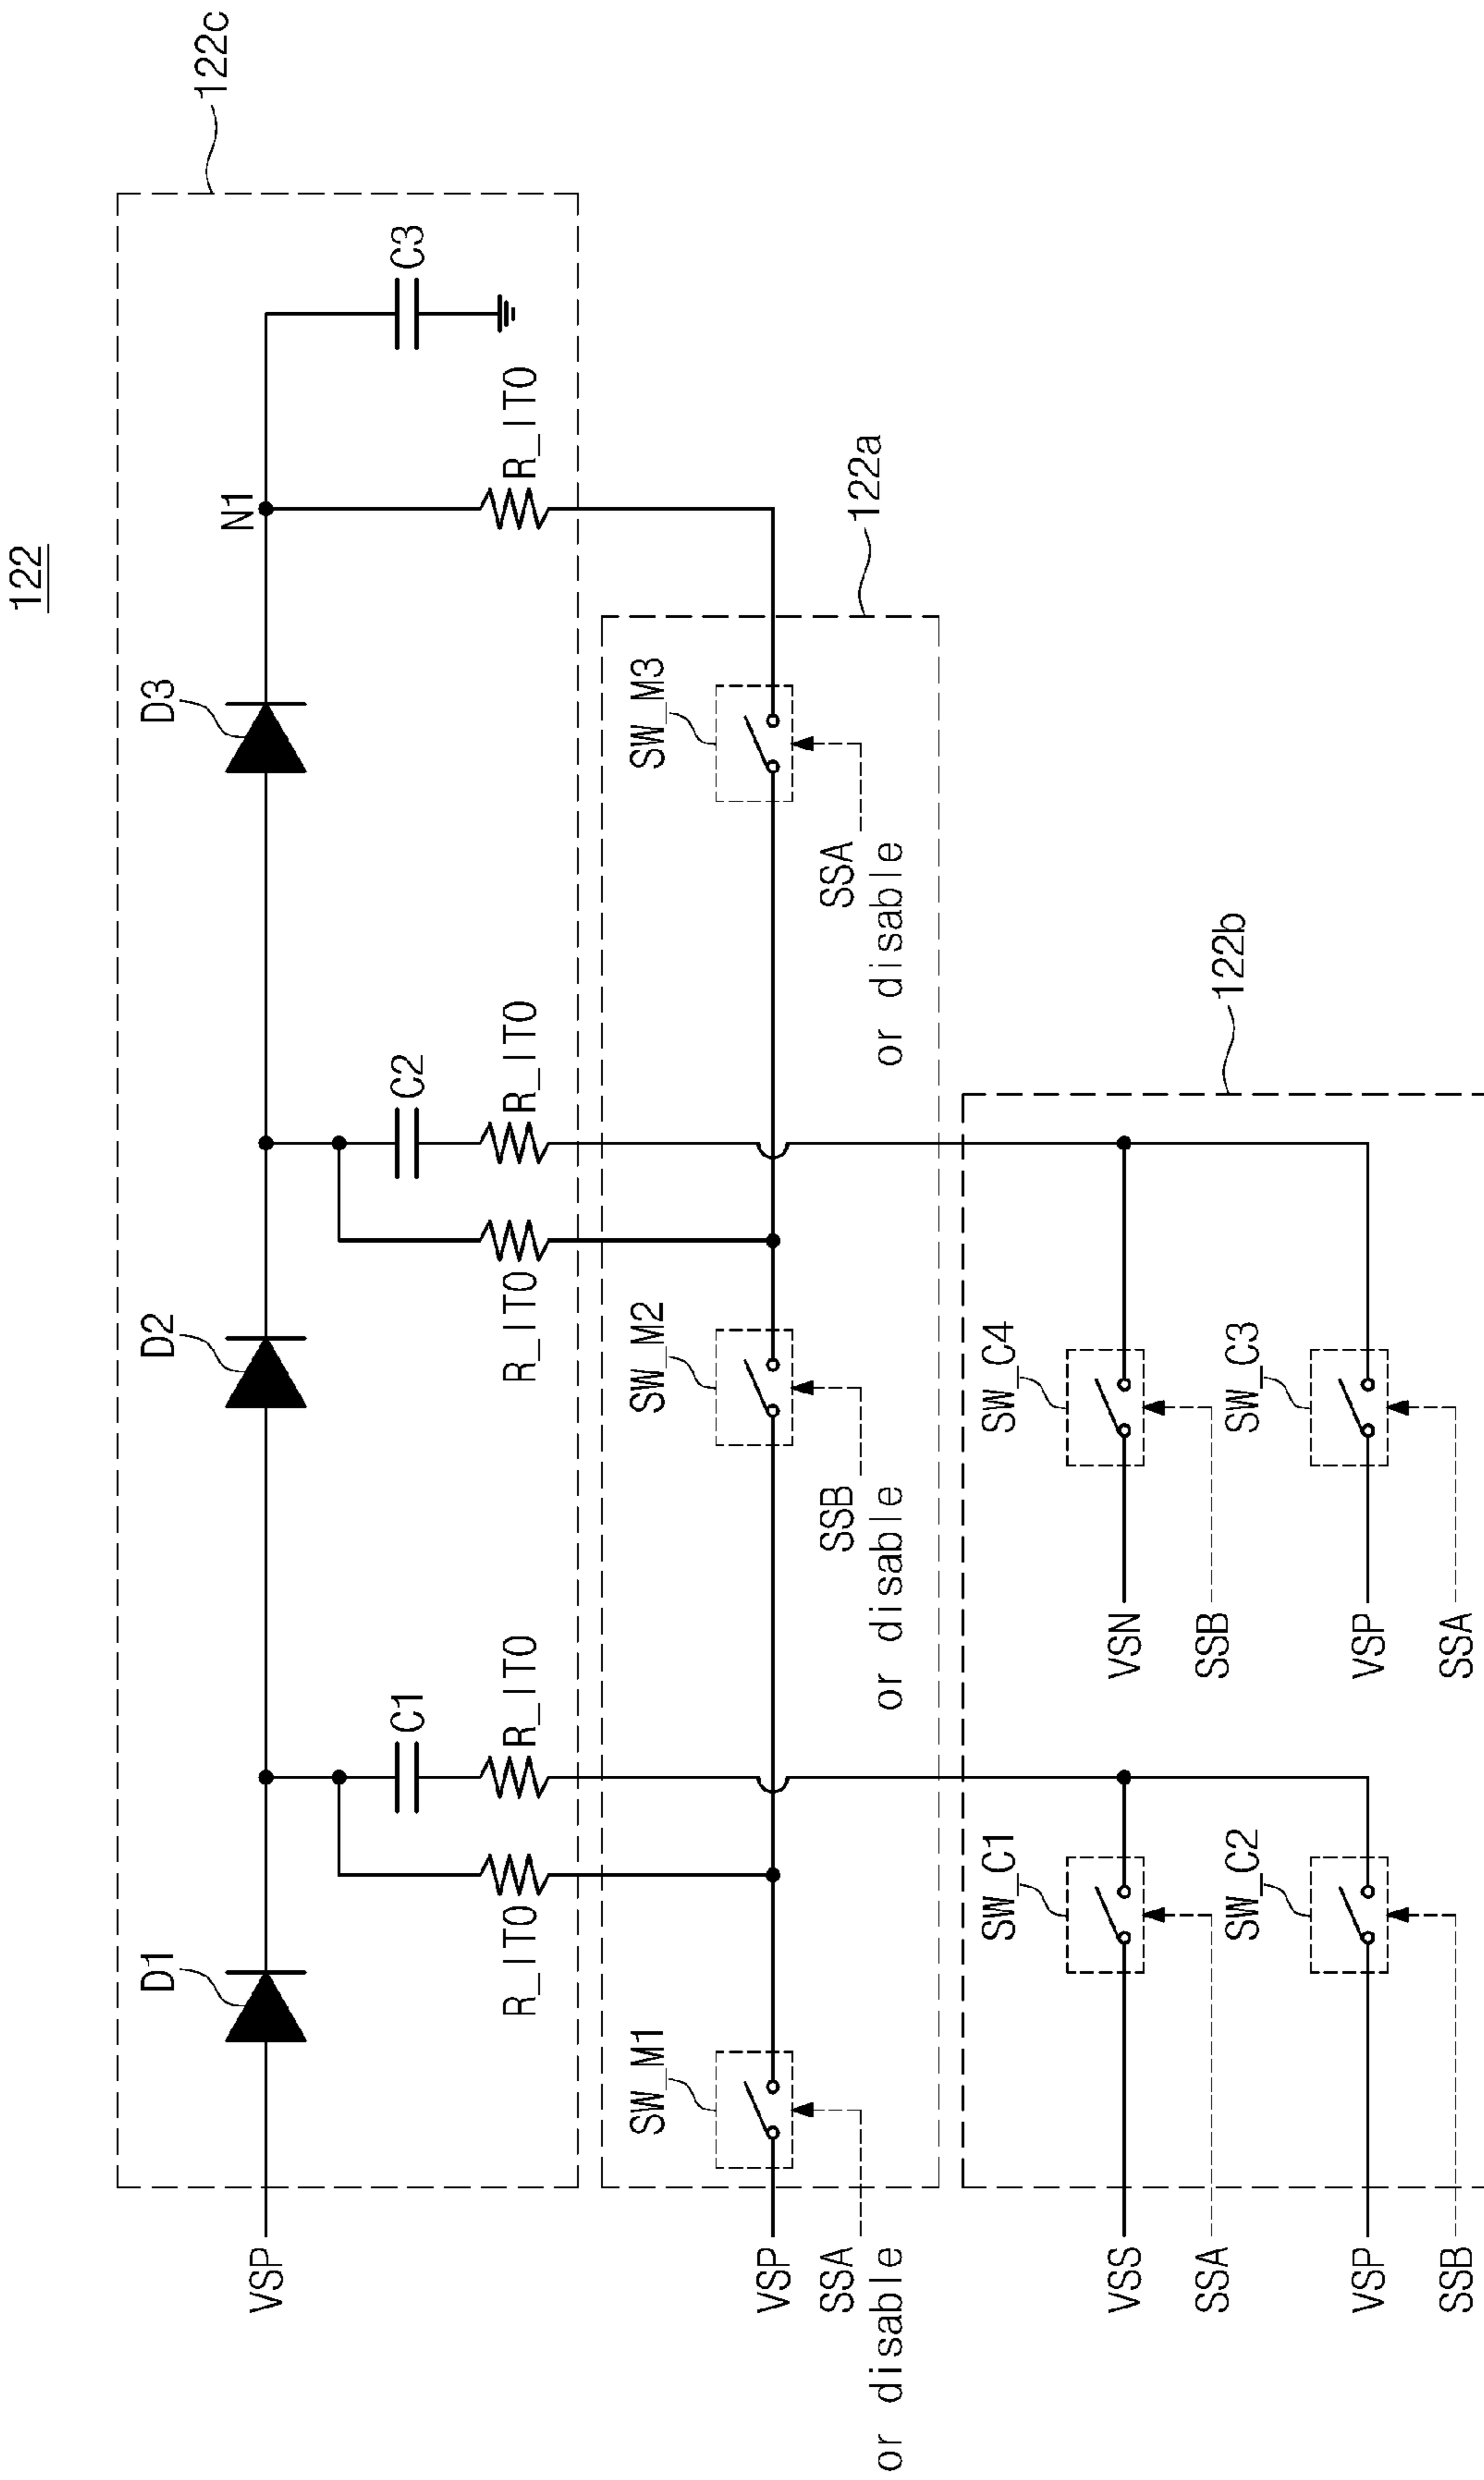 122
122c
D1
D2
D3
N1
VSP
C1
C2
C3
R_ITO
R_ITO
R_ITO
R_ITO
R_ITO
122a
SW_M1
SW_M2
SW_M3
VSP
SSA
or disable
SSB
or disable
SSA
or disable
122b
SW_C1
SW_C4
VSS
VSN
SSA
SSB
SW_C2
SW_C3
VSP
VSP
SSB
SSA